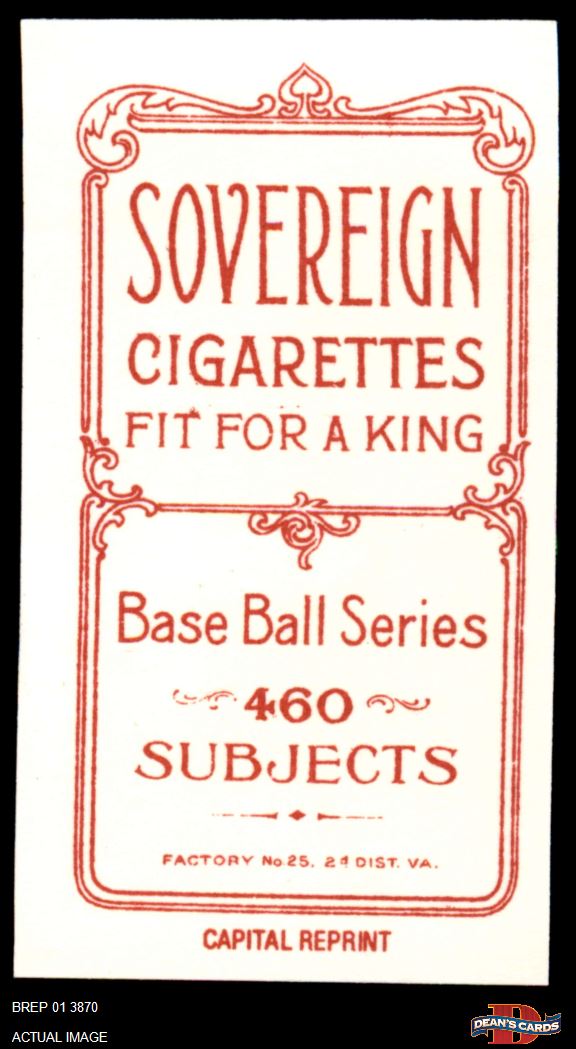 SOVEREIGN
CIGARETTES
FIT FOR A KING
Base Ball Series
460
SUBJECTS
FACTORY No 25. 2d DIST. VA.
CAPITAL REPRINT
BREP 01 3870
ACTUAL IMAGE
D
DEAN'S CARDS